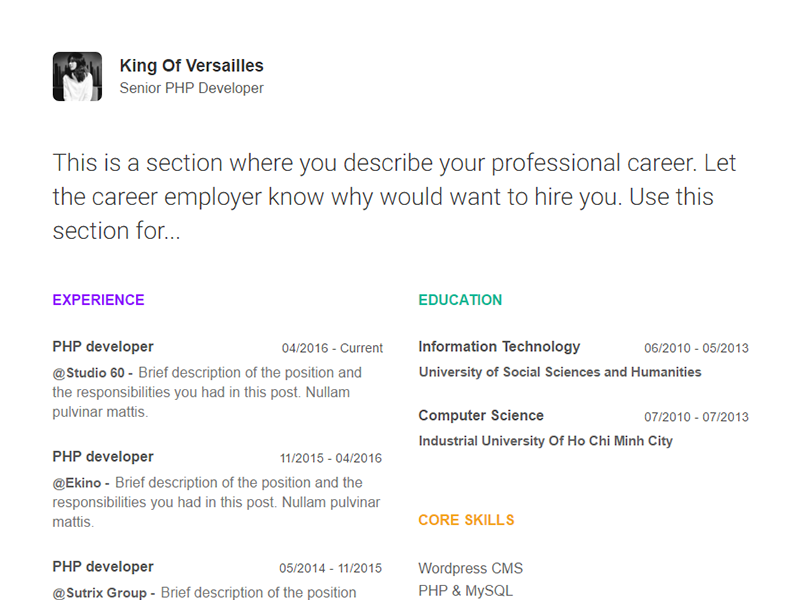 King Of Versailles
Senior PHP Developer
This is a section where you describe your professional career. Let
the career employer know why would want to hire you. Use this
section for...
EXPERIENCE
PHP developer 04/2016 - Current
@Studio 60 - Brief description of the position and
the responsibilities you had in this post. Nullam
pulvinar mattis.
PHP developer 11/2015 - 04/2016
@Ekino - Brief description of the position and the
responsibilities you had in this post. Nullam pulvinar
mattis.
PHP developer 05/2014 - 11/2015
@Sutrix Group - Brief description of the position
EDUCATION
Information Technology 06/2010 - 05/2013
University of Social Sciences and Humanities
Computer Science 07/2010 - 07/2013
Industrial University Of Ho Chi Minh City
CORE SKILLS
Wordpress CMS
PHP & MySQL